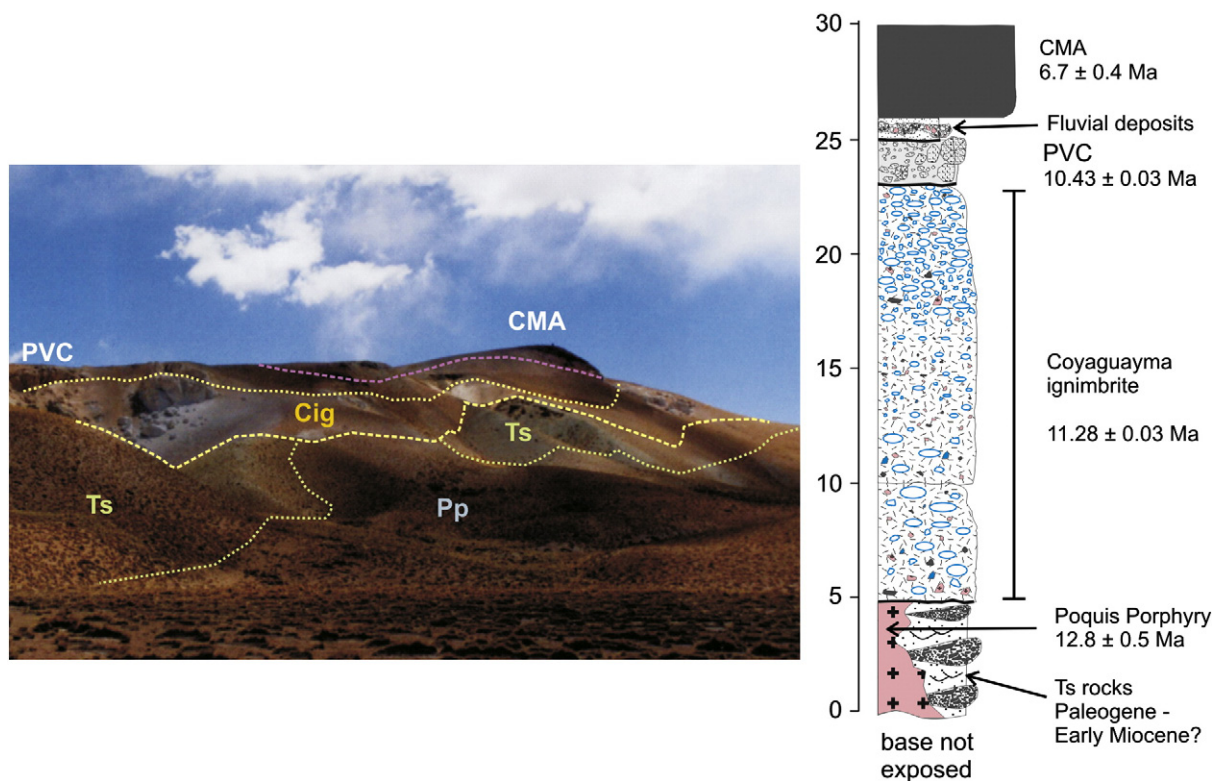 PVC
CMA
Cig
Ts
Ts
Pp
30
25
20
15
10
5
0
CMA
6.7 ± 0.4 Ma
Fluvial deposits
PVC
10.43 ± 0.03 Ma
Coyaguayma
ignimbrite
11.28 ± 0.03 Ma
Poquis Porphyry
12.8 ± 0.5 Ma
Ts rocks
Paleogene -
Early Miocene?
base not
exposed